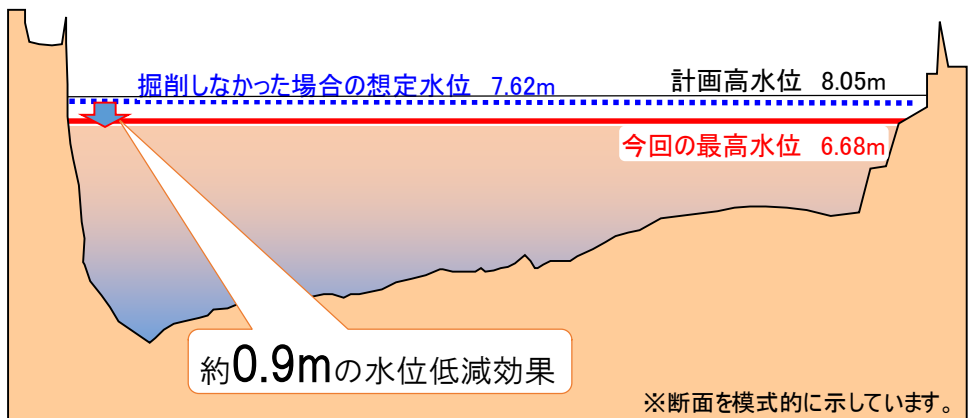 掘削しなかった場合の想定水位 7.62m
計画高水位 8.05m
今回の最高水位 6.68m
約0.9mの水位低減効果
※断面を模式的に示しています。